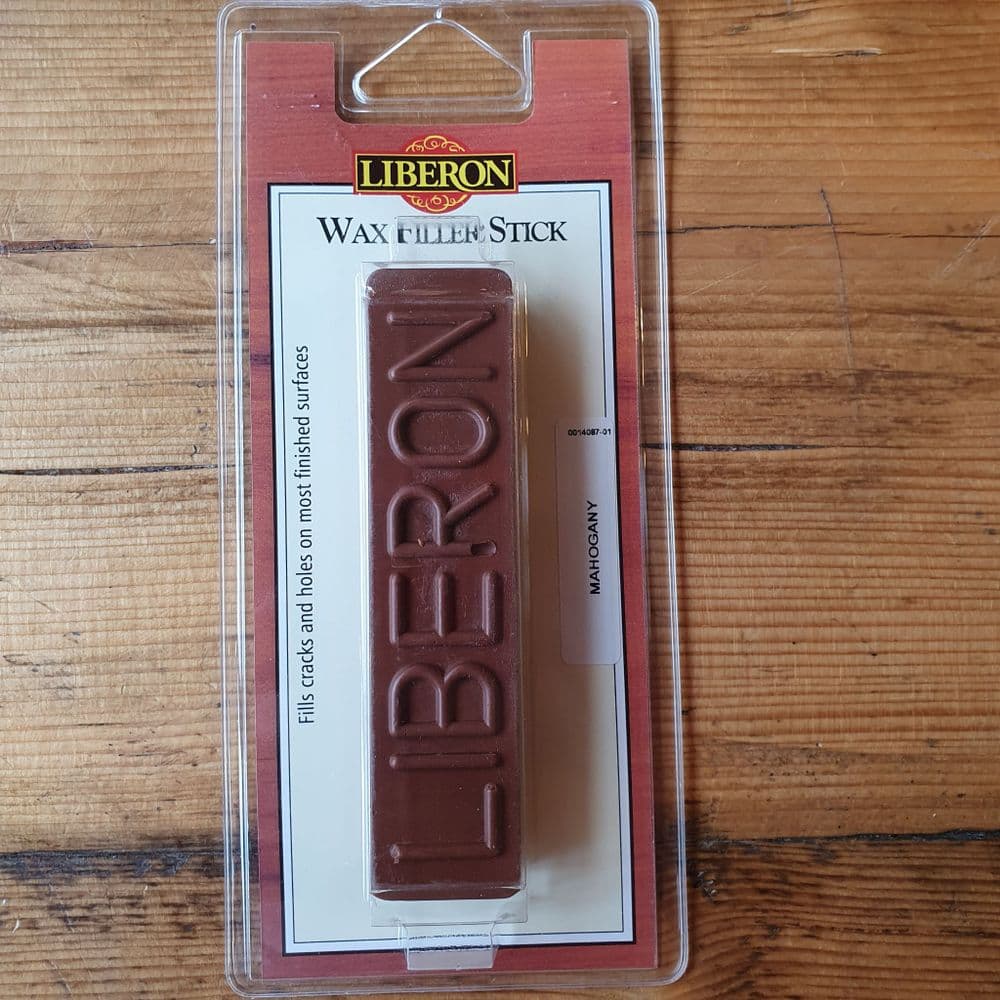 LIBERON
WAX FILLER STICK
Fills cracks and holes on most finished surfaces
LIBERON
0014087-01
MAHOGANY